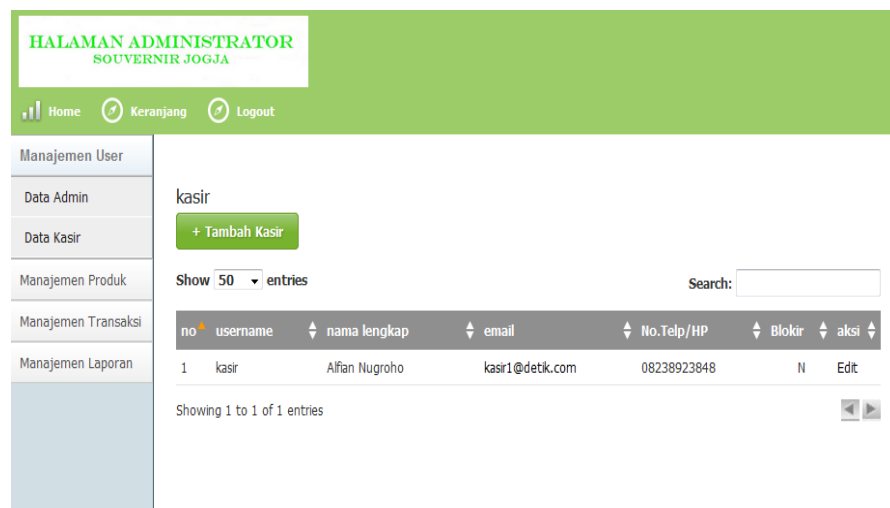 HALAMAN ADMINISTRATOR
SOUVERNIR JOGJA
Home Keranjang Logout
Manajemen User
Data Admin
Data Kasir
Manajemen Produk
Manajemen Transaksi
Manajemen Laporan
kasir
+ Tambah Kasir
Show 50 entries
Search:
no username nama lengkap email No.Telp/HP Blokir aksi
1 kasir Alfian Nugroho kasir1@detik.com 08238923848 N Edit
Showing 1 to 1 of 1 entries